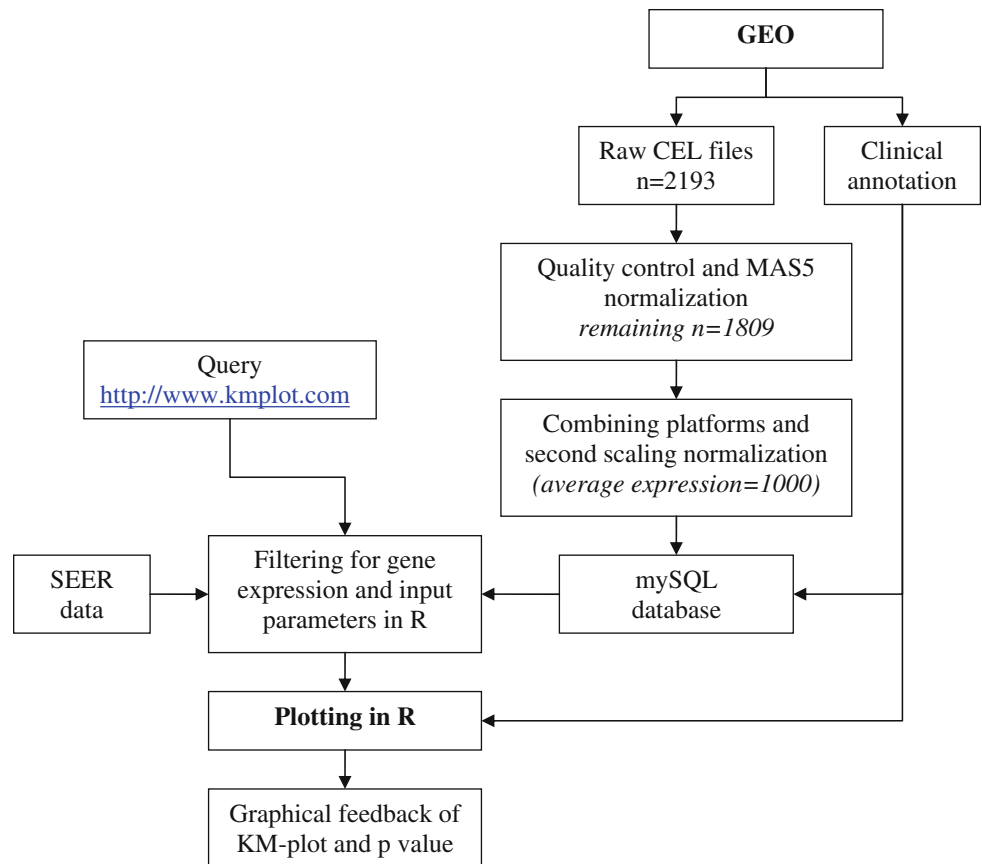 GEO
Raw CEL files
n=2193
Clinical
annotation
Quality control and MAS5
normalization
remaining n=1809
Query
http://www.kmplot.com
Combining platforms and
second scaling normalization
(average expression=1000)
SEER
data
Filtering for gene
expression and input
parameters in R
mySQL
database
Plotting in R
Graphical feedback of
KM-plot and p value